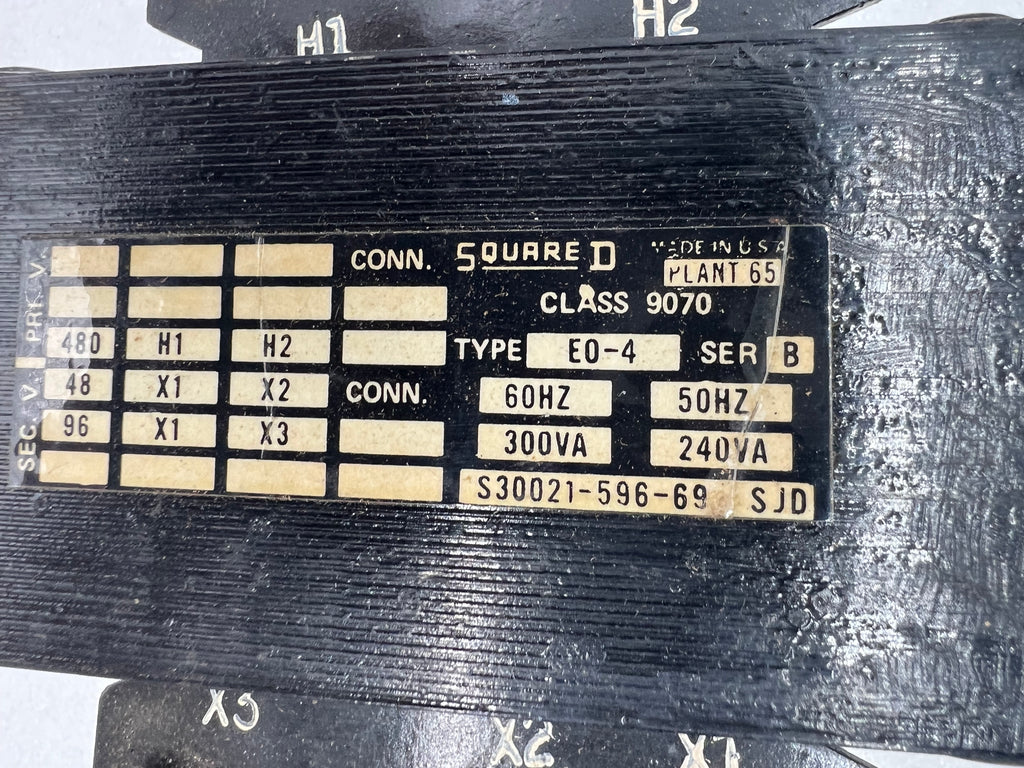 H1 H2
PRI. V. CONN. SQUARE D MADE IN U.S.A.
PLANT 65
CLASS 9070
480 H1 H2 TYPE EO-4 SER B
SEC. V. 48 X1 X2 CONN. 60HZ 50HZ
96 X1 X3 300VA 240VA
S30021-596-69 SJD
X3 X2 X1